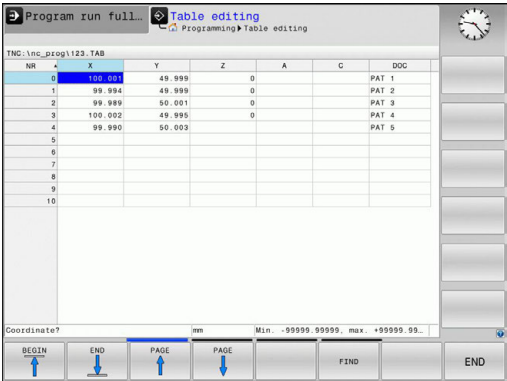 Program run full… Table editing
Programming ▸ Table editing
TNC:\nc_prog\123.TAB
NR X Y Z A C DOC
0 100.001 49.999 0 PAT 1
1 99.994 49.999 0 PAT 2
2 99.989 50.001 0 PAT 3
3 100.002 49.995 0 PAT 4
4 99.990 50.003 PAT 5
5
6
7
8
9
10
Coordinate? mm Min. -99999.99999, max. +99999.99…
BEGIN END PAGE PAGE FIND END